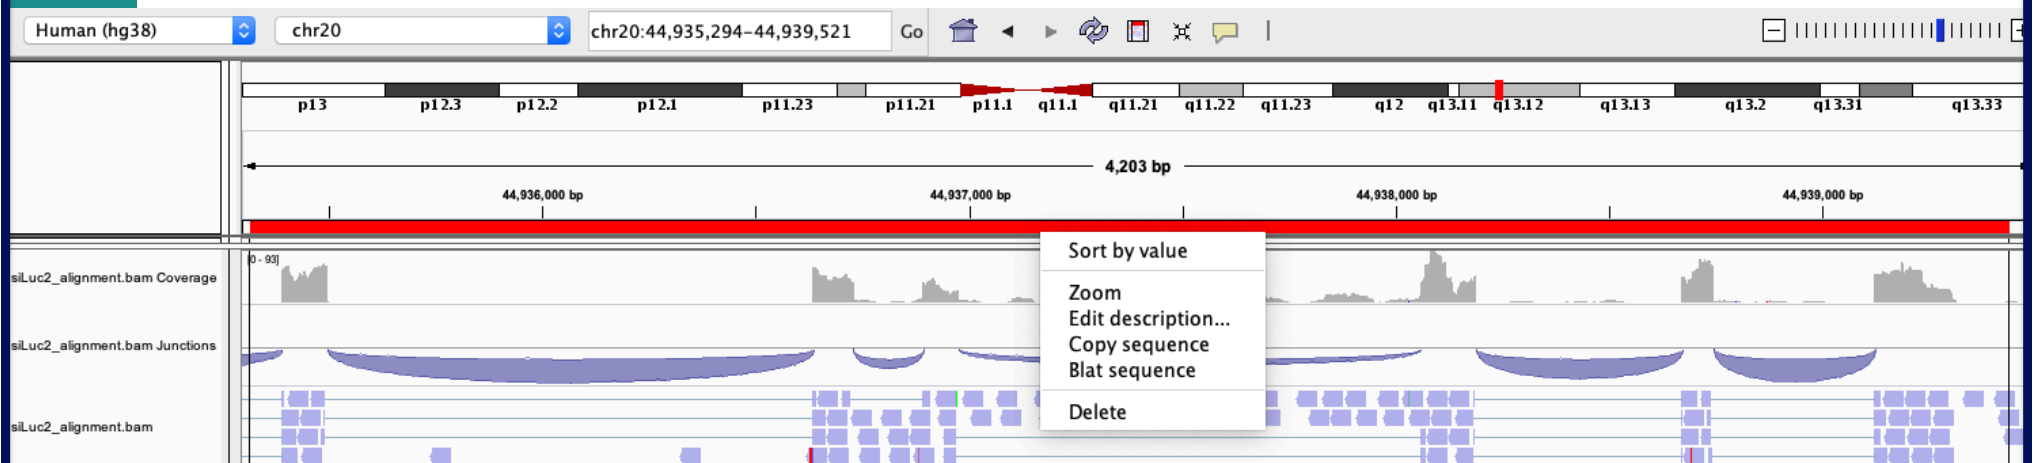 Human (hg38) chr20 chr20:44,935,294-44,939,521 Go
p13 p12.3 p12.2 p12.1 p11.23 p11.21 p11.1 q11.1 q11.21 q11.22 q11.23 q12 q13.11 q13.12 q13.13 q13.2 q13.31 q13.33
4,203 bp
44,936,000 bp 44,937,000 bp 44,938,000 bp 44,939,000 bp
Sort by value
[0 - 93]
siLuc2_alignment.bam Coverage
Zoom
Edit description...
siLuc2_alignment.bam Junctions
Copy sequence
Blat sequence
Delete
siLuc2_alignment.bam